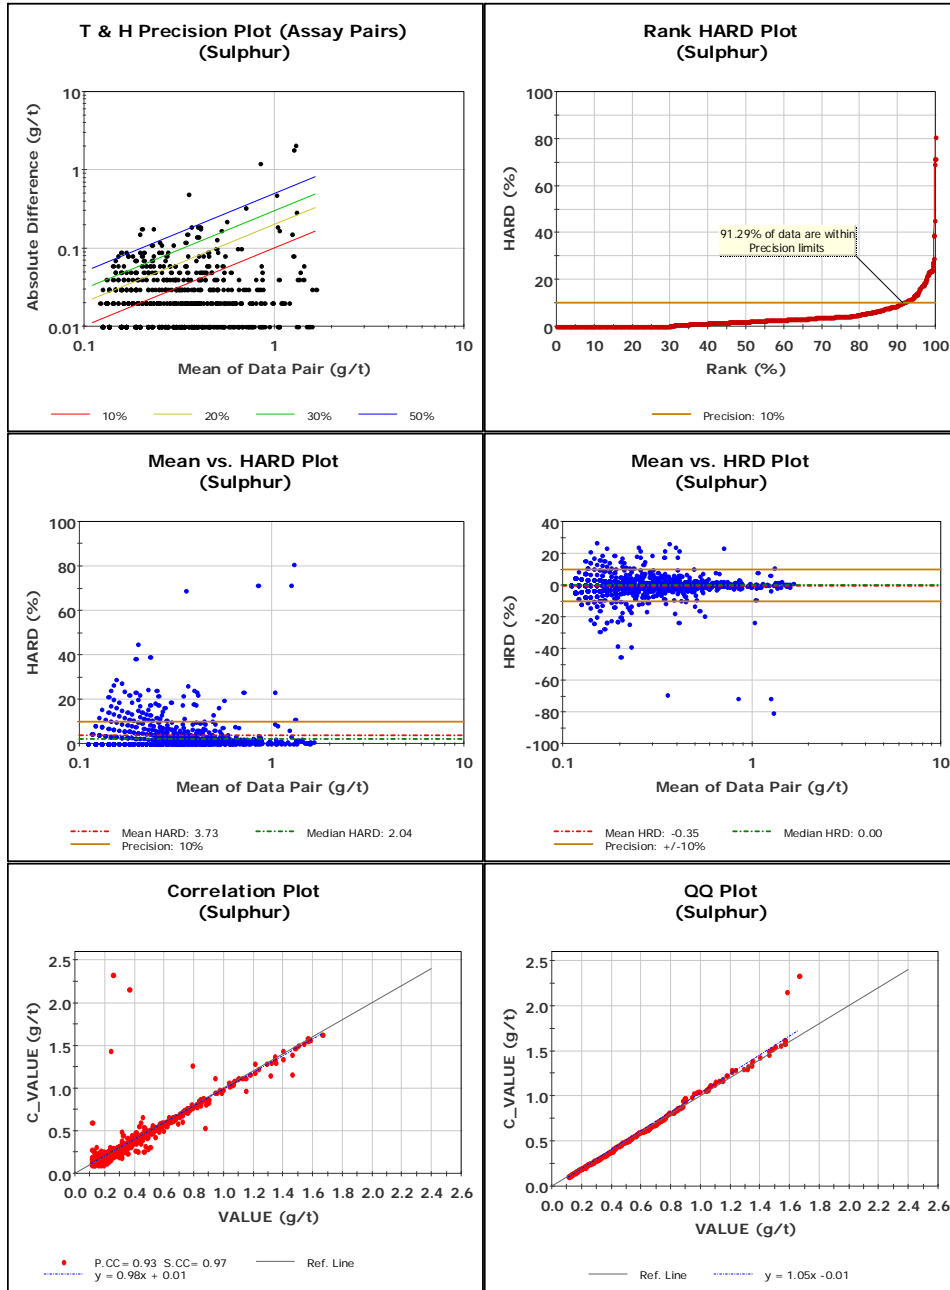 T & H Precision Plot (Assay Pairs)
(Sulphur)
Absolute Difference (g/t)
10
1
0.1
0.01
0.1
1
10
Mean of Data Pair (g/t)
10%
20%
30%
50%
Rank HARD Plot
(Sulphur)
HARD (%)
100
80
60
40
20
0
91.29% of data are within
Precision limits
0
10
20
30
40
50
60
70
80
90
100
Rank (%)
Precision: 10%
Mean vs. HARD Plot
(Sulphur)
HARD (%)
100
80
60
40
20
0
0.1
1
10
Mean of Data Pair (g/t)
Mean HARD: 3.73
Median HARD: 2.04
Precision: 10%
Mean vs. HRD Plot
(Sulphur)
HRD (%)
40
20
0
-20
-40
-60
-80
-100
0.1
1
10
Mean of Data Pair (g/t)
Mean HRD: -0.35
Median HRD: 0.00
Precision: +/-10%
Correlation Plot
(Sulphur)
C_VALUE (g/t)
2.5
2.0
1.5
1.0
0.5
0.0
0.0
0.2
0.4
0.6
0.8
1.0
1.2
1.4
1.6
1.8
2.0
2.2
2.4
2.6
VALUE (g/t)
P.CC= 0.93 S.CC= 0.97
Ref. Line
y = 0.98x + 0.01
QQ Plot
(Sulphur)
C_VALUE (g/t)
2.5
2.0
1.5
1.0
0.5
0.0
0.0
0.2
0.4
0.6
0.8
1.0
1.2
1.4
1.6
1.8
2.0
2.2
2.4
2.6
VALUE (g/t)
Ref. Line
y = 1.05x -0.01